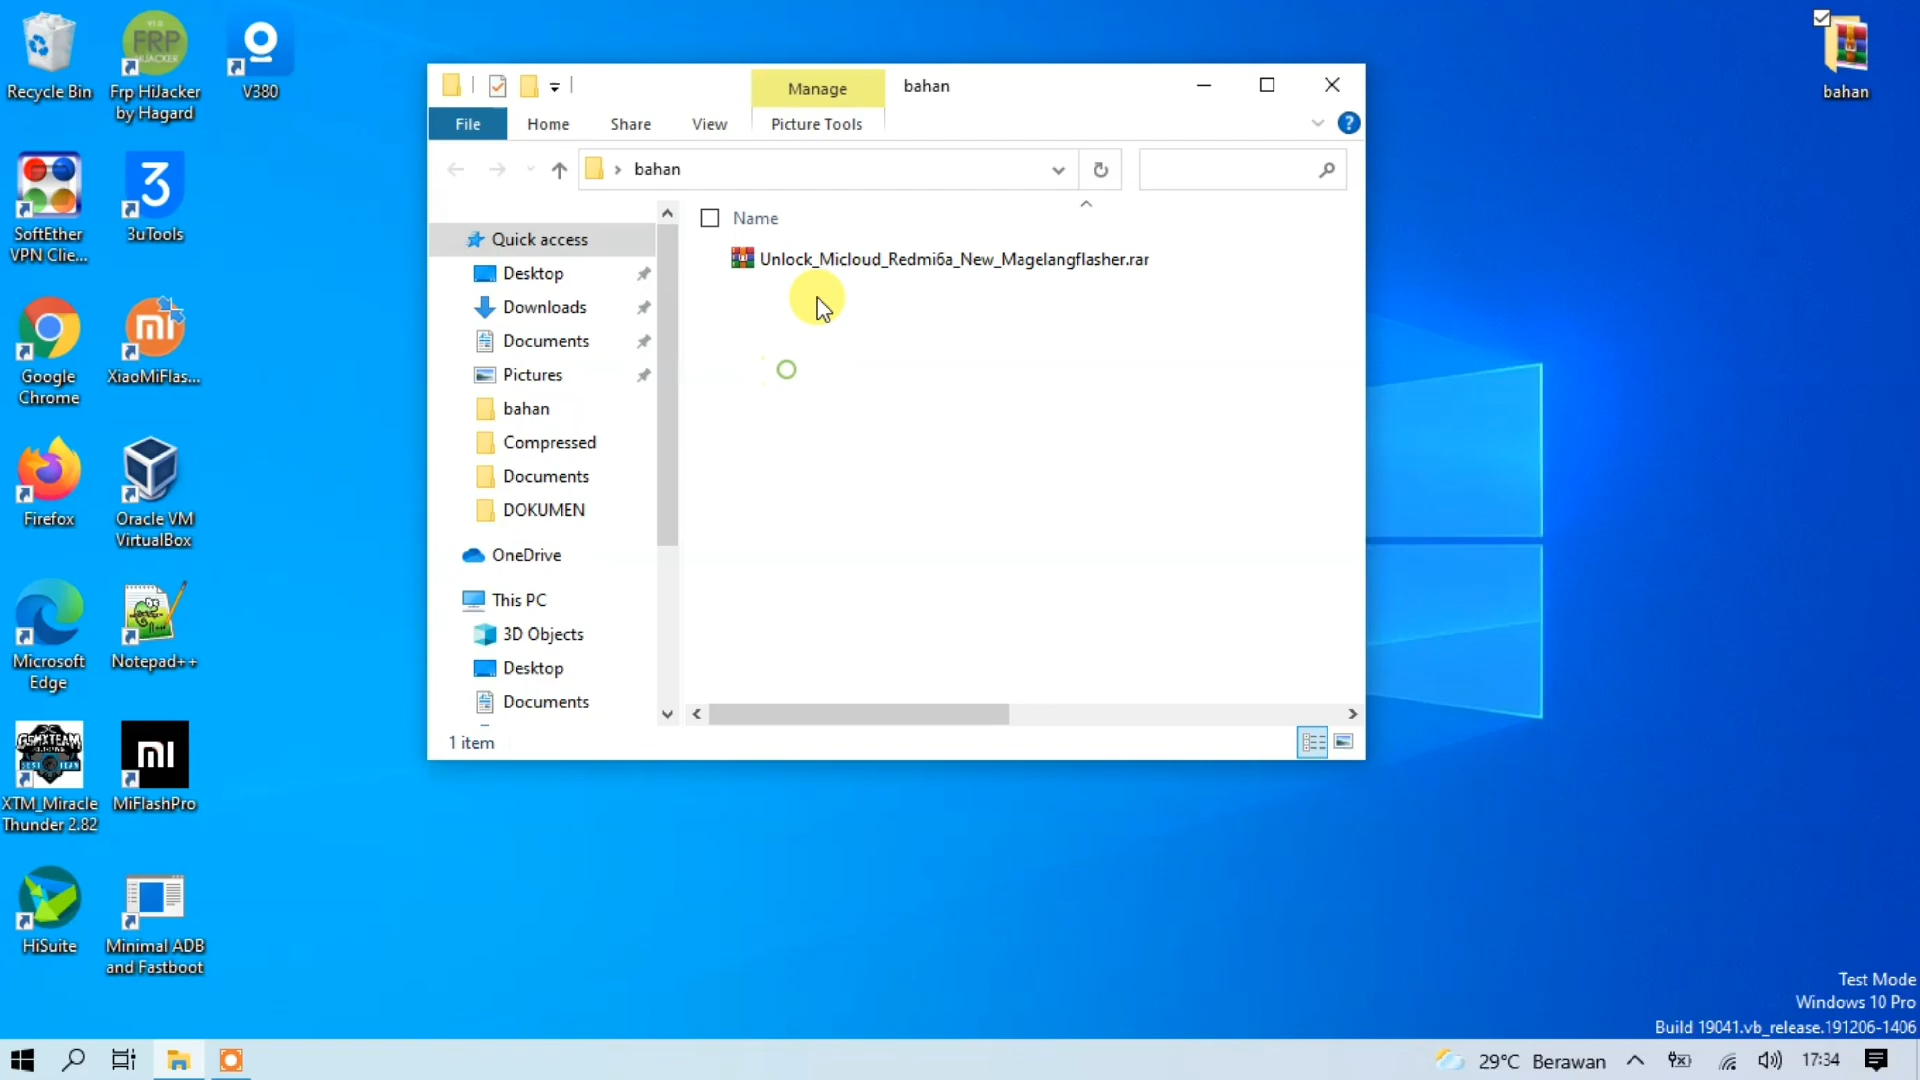 Recycle Bin
FRP
HIJACKER
Frp HiJacker
by Hagard
V380
SoftEther
VPN Clie...
3
3uTools
Google
Chrome
XiaoMiFlas...
Firefox
Oracle VM
VirtualBox
Microsoft
Edge
Notepad++
XTM_Miracle
Thunder 2.82
MiFlashPro
HiSuite
Minimal ADB
and Fastboot
Manage
bahan
File
Home
Share
View
Picture Tools
?
bahan
Quick access
Desktop
Downloads
Documents
Pictures
bahan
Compressed
Documents
DOKUMEN
OneDrive
This PC
3D Objects
Desktop
Documents
Name
Unlock_Micloud_Redmi6a_New_Magelangflasher.rar
1 item
bahan
Test Mode
Windows 10 Pro
Build 19041.vb_release.191206-1406
29°C Berawan
17:34